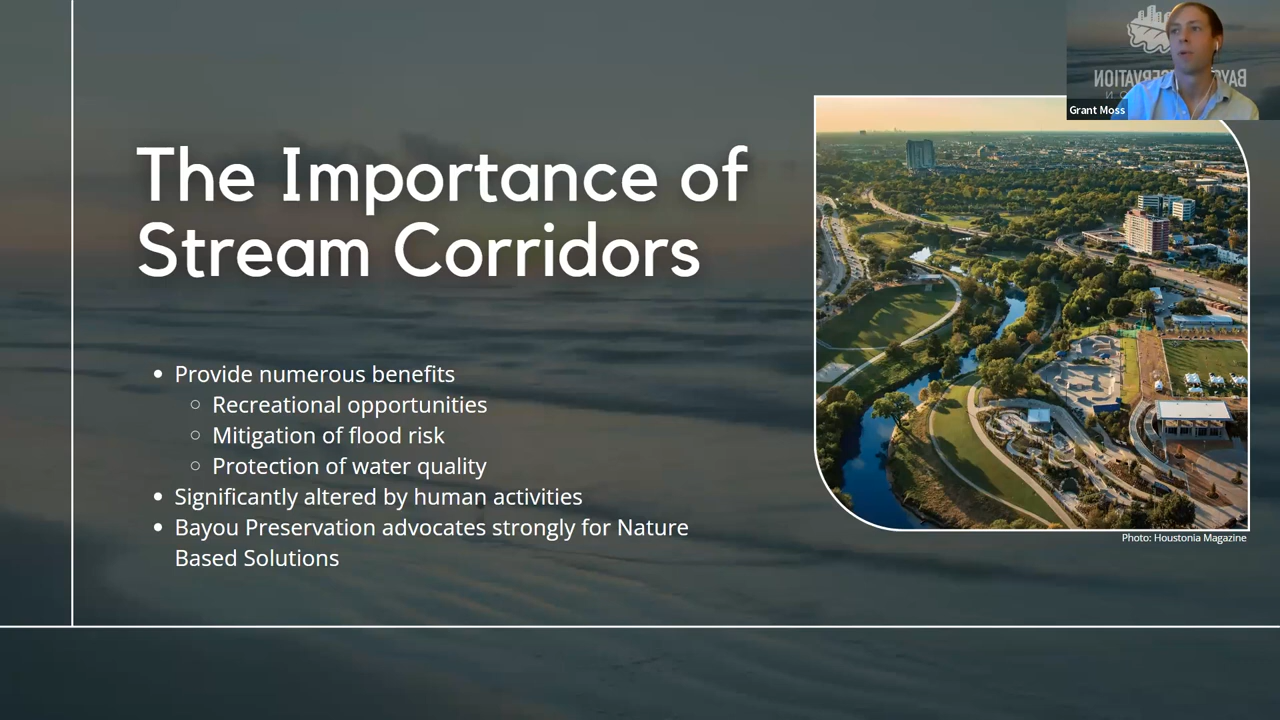 The Importance of
Stream Corridors
Provide numerous benefits
Recreational opportunities
Mitigation of flood risk
Protection of water quality
Significantly altered by human activities
Bayou Preservation advocates strongly for Nature
Based Solutions
Photo: Houstonia Magazine
Grant Moss